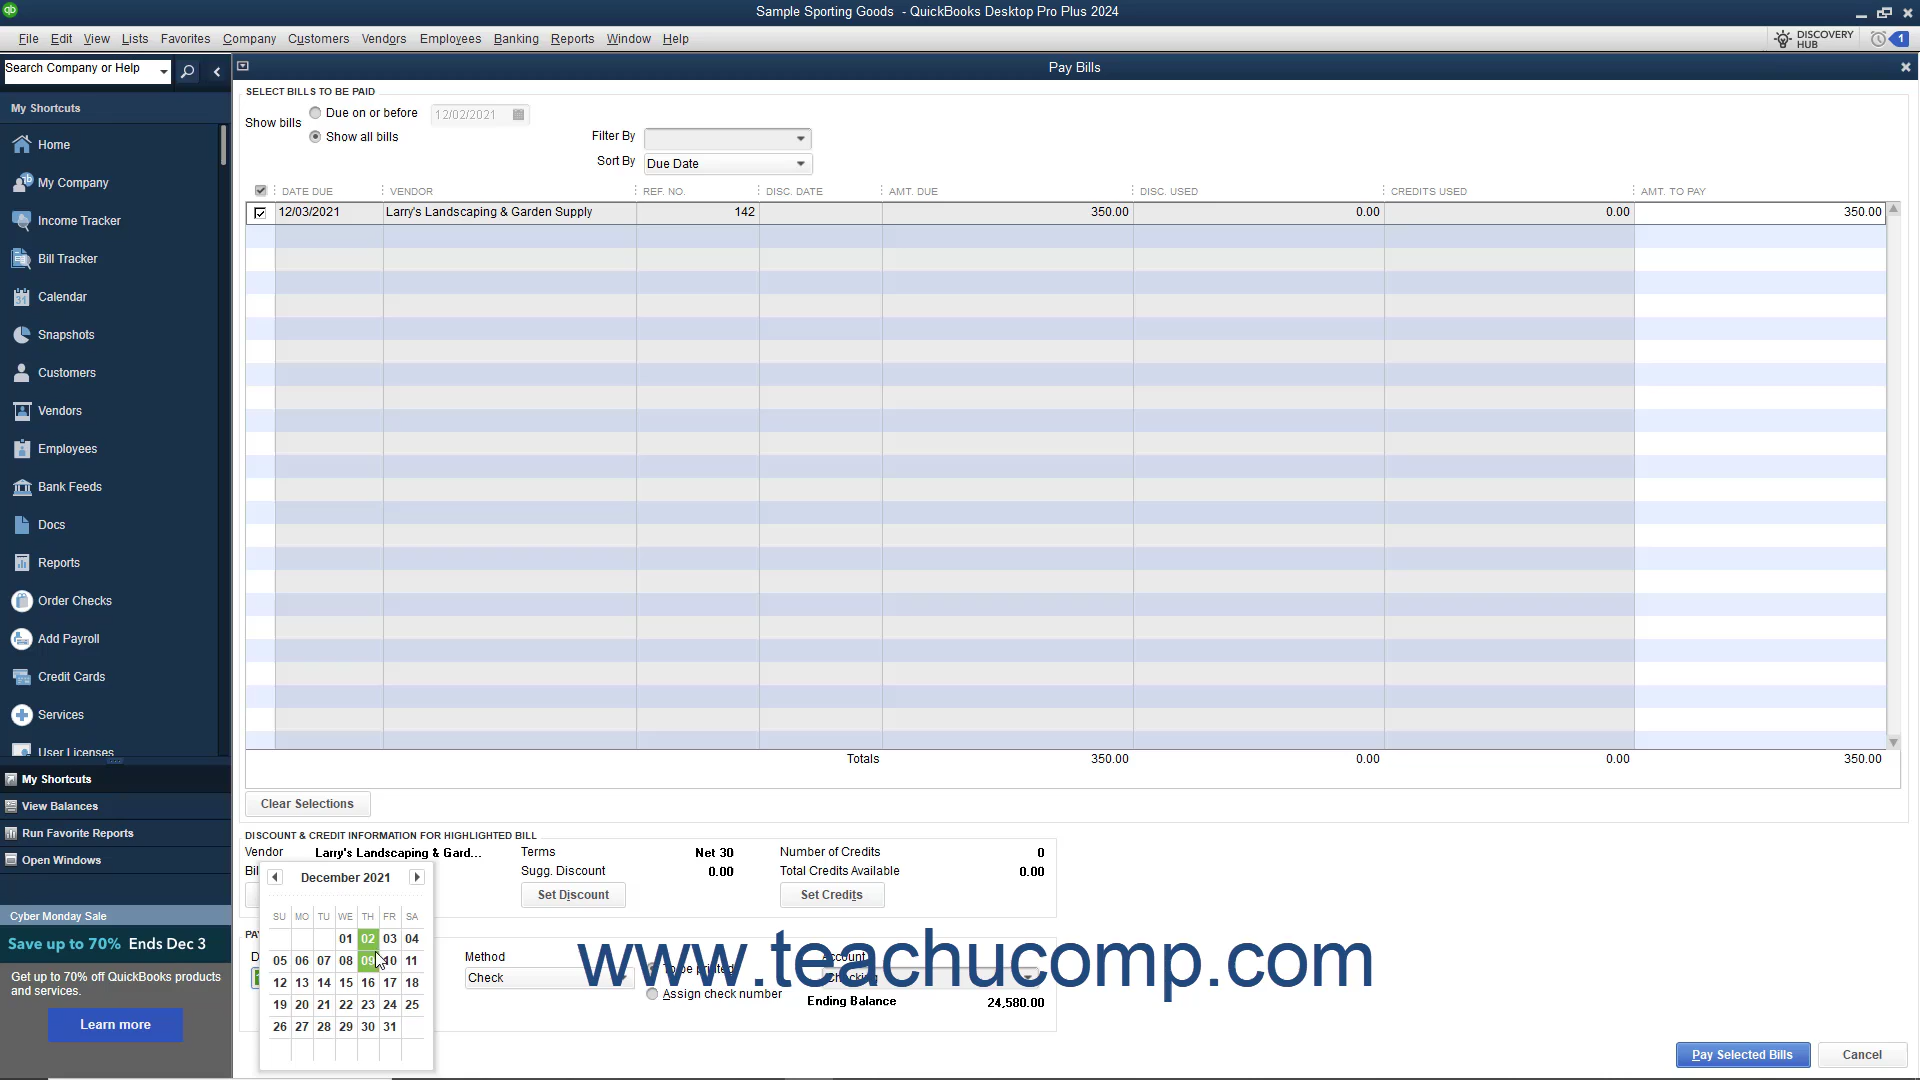 Sample Sporting Goods - QuickBooks Desktop Pro Plus 2024
File Edit View Lists Favorites Company Customers Vendors Employees Banking Reports Window Help
DISCOVERY HUB 1
Search Company or Help
Pay Bills
My Shortcuts
Home
My Company
Income Tracker
Bill Tracker
Calendar
Snapshots
Customers
Vendors
Employees
Bank Feeds
Docs
Reports
Order Checks
Add Payroll
Credit Cards
Services
User Licenses
My Shortcuts
View Balances
Run Favorite Reports
Open Windows
Cyber Monday Sale
Save up to 70% Ends Dec 3
Get up to 70% off QuickBooks products
and services.
Learn more
SELECT BILLS TO BE PAID
Show bills
Due on or before 12/02/2021
Show all bills
Filter By
Sort By Due Date
DATE DUE VENDOR REF. NO. DISC. DATE AMT. DUE DISC. USED CREDITS USED AMT. TO PAY
12/03/2021 Larry's Landscaping & Garden Supply 142 350.00 0.00 0.00 350.00
Totals 350.00 0.00 0.00 350.00
Clear Selections
DISCOUNT & CREDIT INFORMATION FOR HIGHLIGHTED BILL
Vendor Larry's Landscaping & Gard... Terms Net 30 Number of Credits 0
Sugg. Discount 0.00 Total Credits Available 0.00
Set Discount Set Credits
December 2021
SU MO TU WE TH FR SA
01 02 03 04
05 06 07 08 09 10 11
12 13 14 15 16 17 18
19 20 21 22 23 24 25
26 27 28 29 30 31
Method Account
Check To be printed Checking
Assign check number Ending Balance 24,580.00
www.teachucomp.com
Pay Selected Bills Cancel